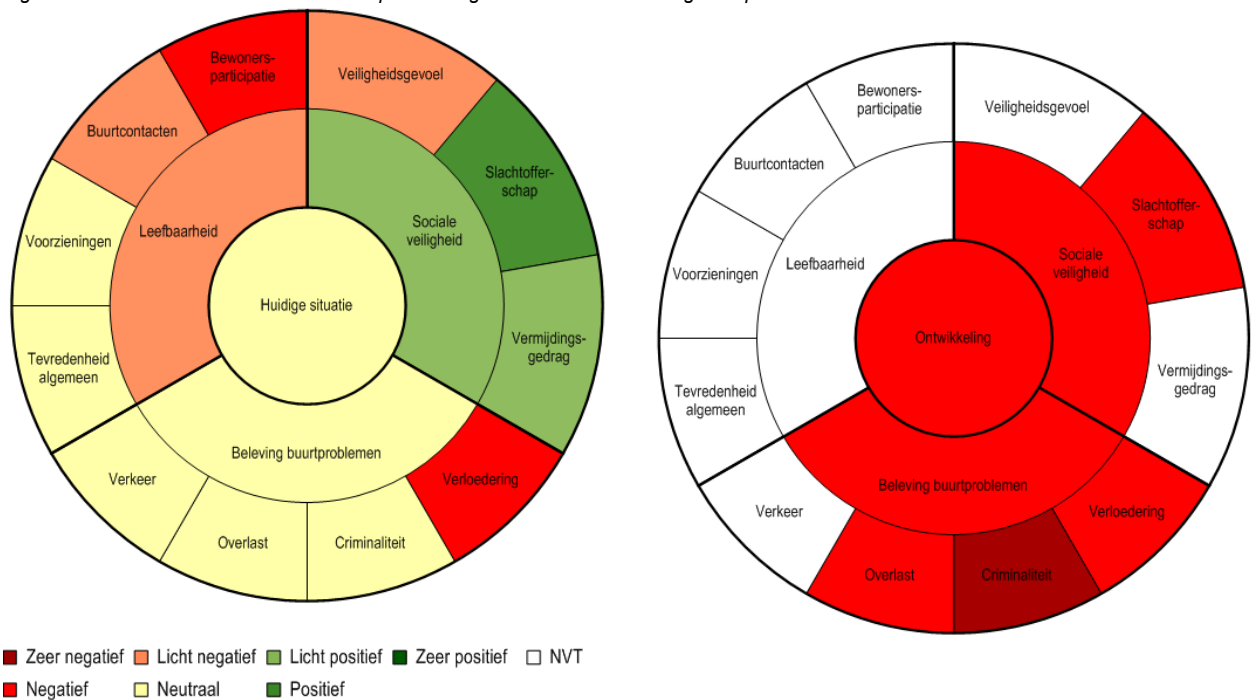 Bewoners-
participatie
Veiligheidsgevoel
Buurtcontacten
Slachtoffer-
schap
Voorzieningen
Leefbaarheid
Sociale
veiligheid
Huidige situatie
Tevredenheid
algemeen
Vermijdings-
gedrag
Beleving buurtproblemen
Verkeer
Verloedering
Overlast
Criminaliteit
Bewoners-
participatie
Veiligheidsgevoel
Buurtcontacten
Slachtoffer-
schap
Voorzieningen
Leefbaarheid
Sociale
veiligheid
Ontwikkeling
Tevredenheid
algemeen
Vermijdings-
gedrag
Beleving buurtproblemen
Verkeer
Verloedering
Overlast
Criminaliteit
Zeer negatief Licht negatief Licht positief Zeer positief NVT
Negatief Neutraal Positief